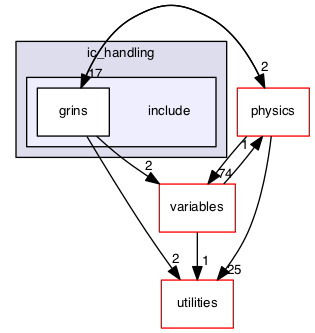 ic_handling
17
2
grins
include
physics
2
74
1
variables
2
1
25
utilities